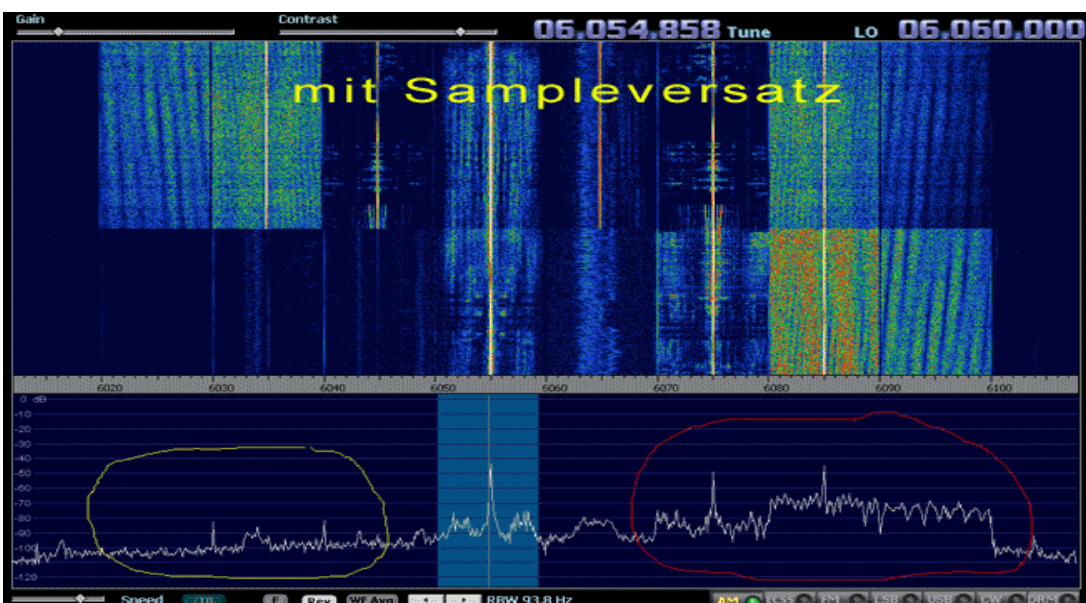 Gain Contrast 06,054,858 Tune LO 06,060,000
mit Sampleversatz
6020 6030 6040 6050 6060 6070 6080 6090 6100
0 dB
-10
-20
-30
-40
-50
-60
-70
-80
-90
-100
-120
Speed F Rev WF Avg RBW 93.8 Hz AM ECSS FM LSB USB CW DRM